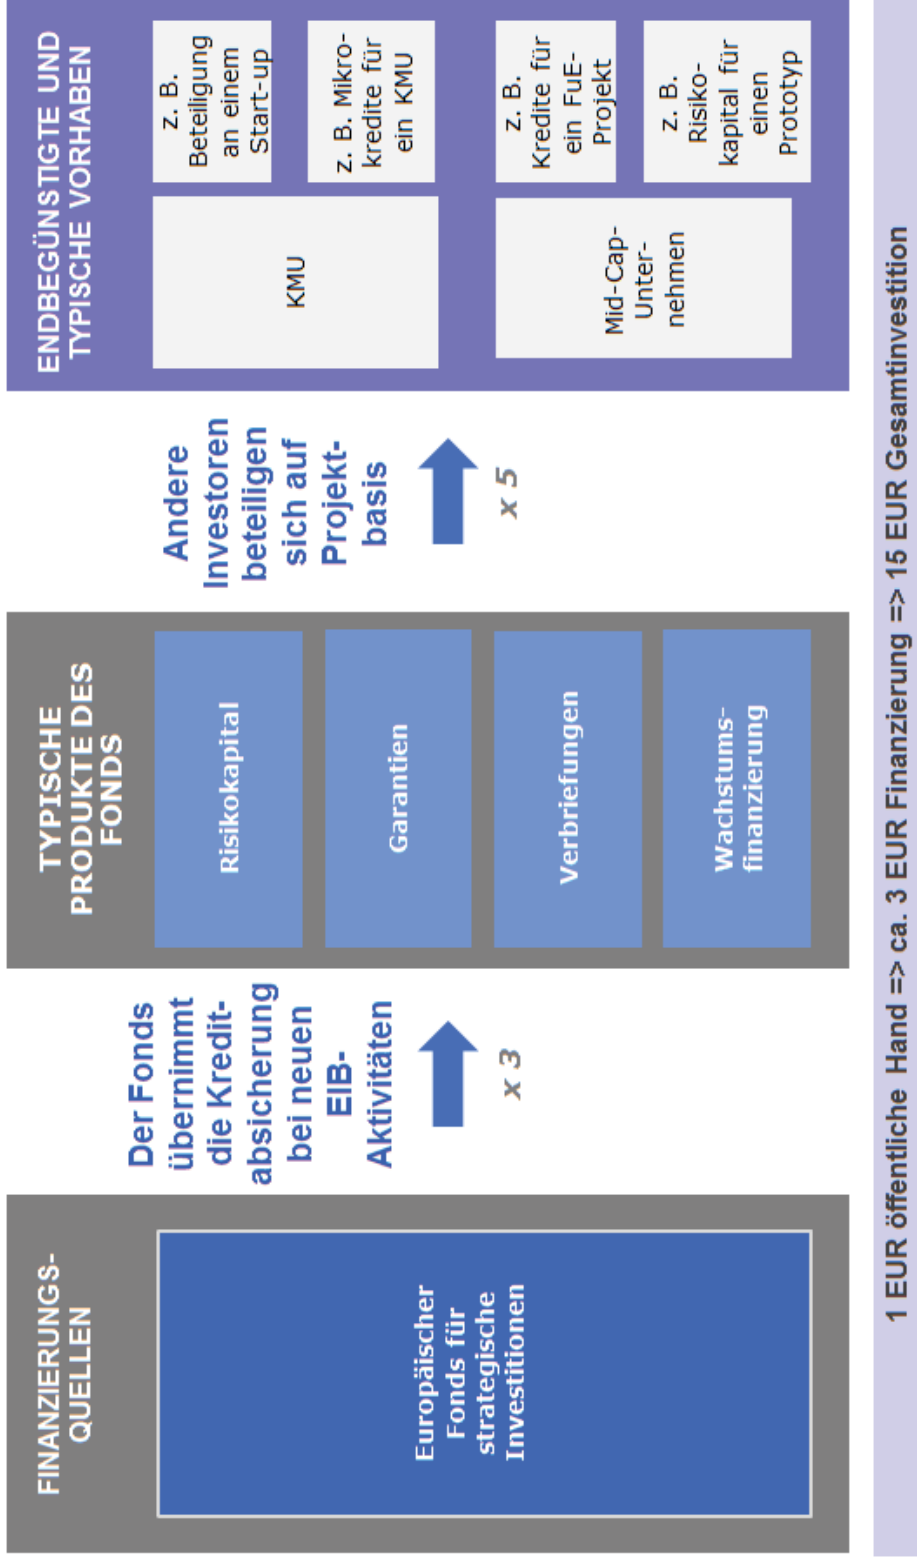 FINANZIERUNGS-
QUELLEN
Europäischer
Fonds für
strategische
Investitionen
Der Fonds
übernimmt
die Kredit-
absicherung
bei neuen
EIB-
Aktivitäten
x 3
TYPISCHE
PRODUKTE DES
FONDS
Risikokapital
Garantien
Verbriefungen
Wachstums-
finanzierung
Andere
Investoren
beteiligen
sich auf
Projekt-
basis
x 5
ENDBEGÜNSTIGTE UND
TYPISCHE VORHABEN
KMU
z. B.
Beteiligung
an einem
Start-up
z. B. Mikro-
kredite für
ein KMU
Mid-Cap-
Unter-
nehmen
z. B.
Kredite für
ein FuE-
Projekt
z. B.
Risiko-
kapital für
einen
Prototyp
1 EUR öffentliche Hand => ca. 3 EUR Finanzierung => 15 EUR Gesamtinvestition